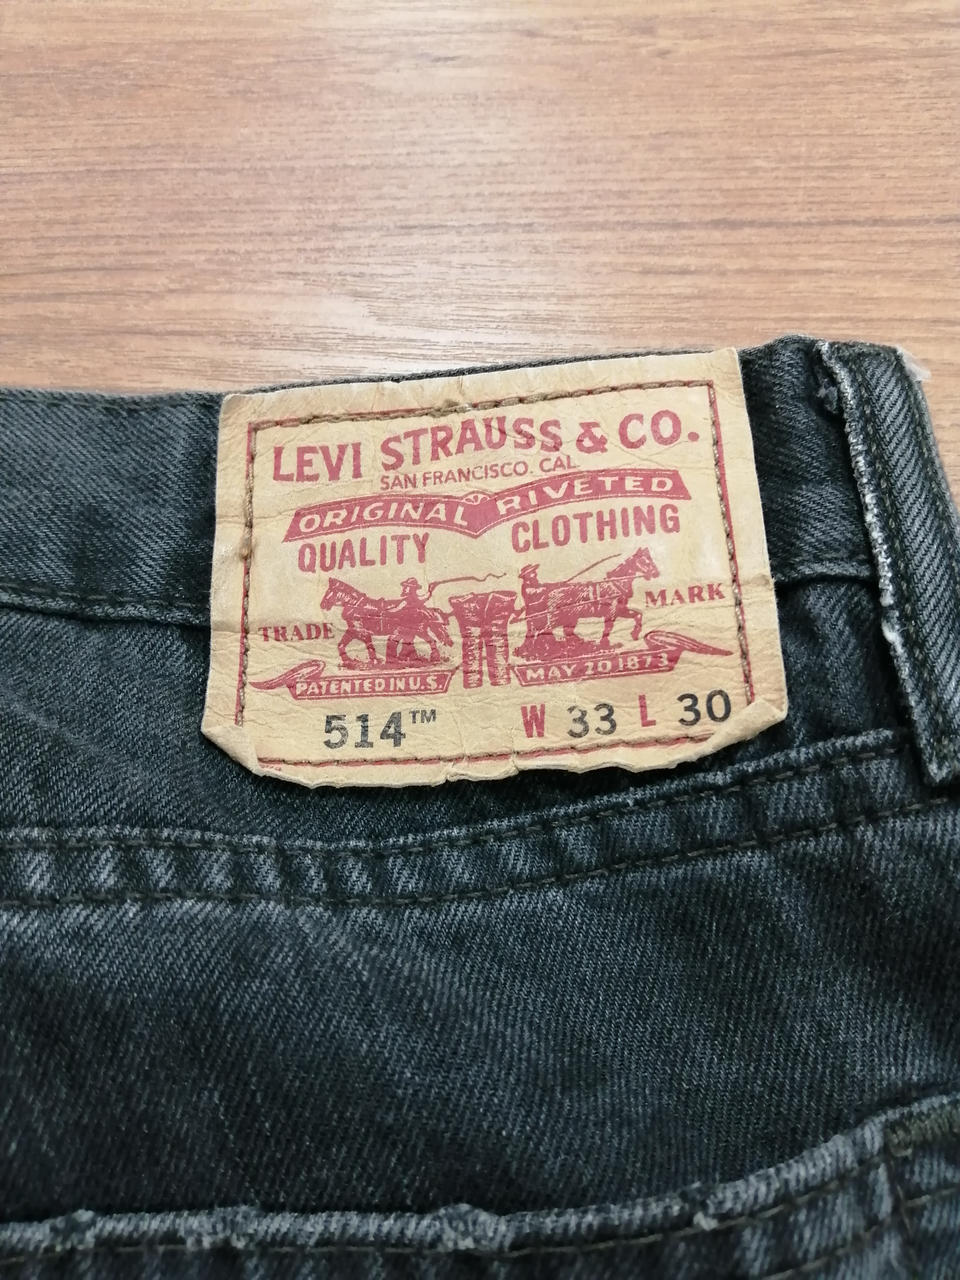 LEVI STRAUSS & CO.
SAN FRANCISCO. CAL.
ORIGINAL RIVETED
QUALITY CLOTHING
TRADE MARK
PATENTED IN U.S. MAY 20 1873
514™ W 33 L 30